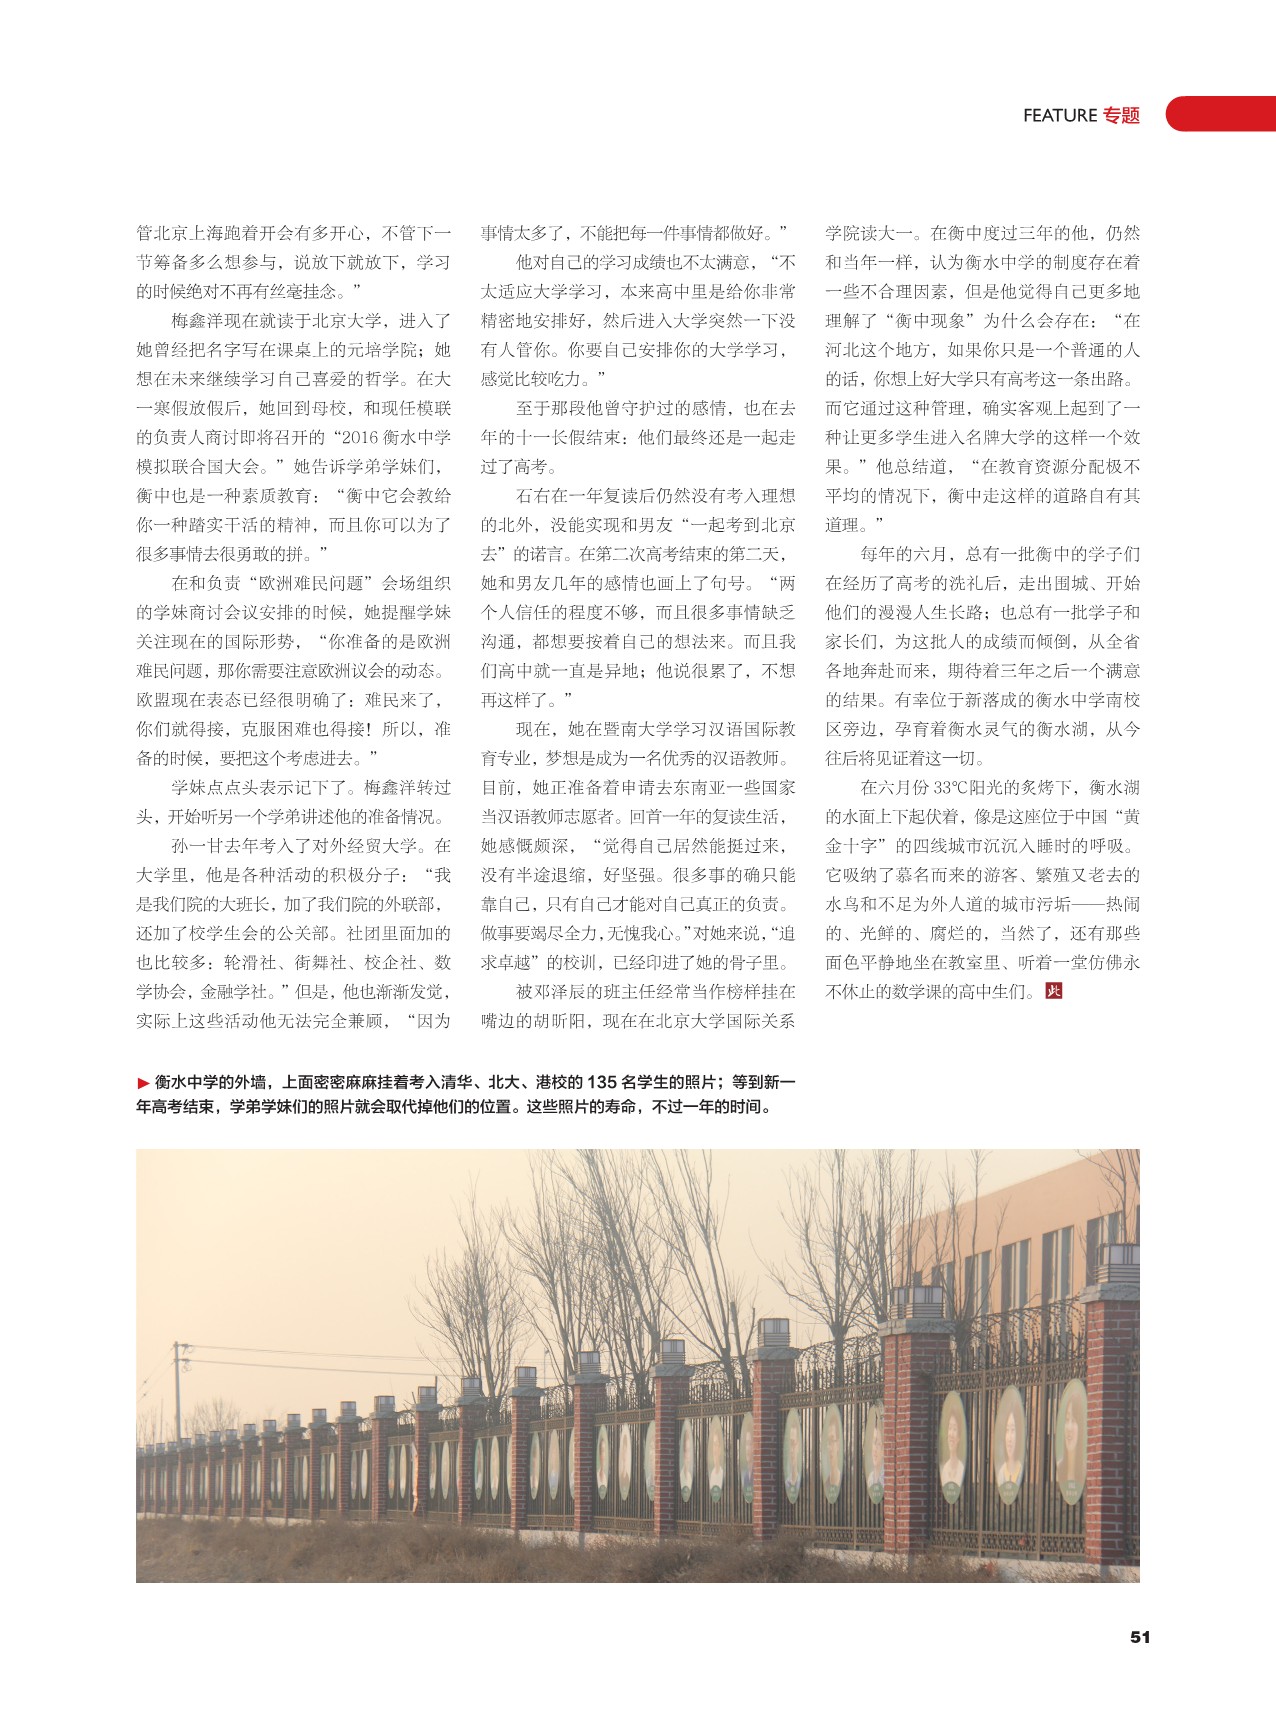 FEATURE 专题
管北京上海跑着开会有多开心，不管下一
节筹备多么想参与，说放下就放下，学习
的时候绝对不再有丝毫挂念。”
梅鑫洋现在就读于北京大学，进入了
她曾经把名字写在课桌上的元培学院；她
想在未来继续学习自己喜爱的哲学。在大
一寒假放假后，她回到母校，和现任模联
的负责人商讨即将召开的“2016 衡水中学
模拟联合国大会。”她告诉学弟学妹们，
衡中也是一种素质教育：“衡中它会教给
你一种踏实干活的精神，而且你可以为了
很多事情去很勇敢的拼。”
在和负责“欧洲难民问题”会场组织
的学妹商讨会议安排的时候，她提醒学妹
关注现在的国际形势，“你准备的是欧洲
难民问题，那你需要注意欧洲议会的动态。
欧盟现在表态已经很明确了：难民来了，
你们就得接，克服困难也得接！所以，准
备的时候，要把这个考虑进去。”
学妹点点头表示记下了。梅鑫洋转过
头，开始听另一个学弟讲述他的准备情况。
孙一甘去年考入了对外经贸大学。在
大学里，他是各种活动的积极分子：“我
是我们院的大班长，加了我们院的外联部，
还加了校学生会的公关部。社团里面加的
也比较多：轮滑社、街舞社、校企社、数
学协会，金融学社。”但是，他也渐渐发觉，
实际上这些活动他无法完全兼顾，“因为
事情太多了，不能把每一件事情都做好。”
他对自己的学习成绩也不太满意，“不
太适应大学学习，本来高中里是给你非常
精密地安排好，然后进入大学突然一下没
有人管你。你要自己安排你的大学学习，
感觉比较吃力。”
至于那段他曾守护过的感情，也在去
年的十一长假结束：他们最终还是一起走
过了高考。
石右在一年复读后仍然没有考入理想
的北外，没能实现和男友“一起考到北京
去”的诺言。在第二次高考结束的第二天，
她和男友几年的感情也画上了句号。“两
个人信任的程度不够，而且很多事情缺乏
沟通，都想要按着自己的想法来。而且我
们高中就一直是异地；他说很累了，不想
再这样了。”
现在，她在暨南大学学习汉语国际教
育专业，梦想是成为一名优秀的汉语教师。
目前，她正准备着申请去东南亚一些国家
当汉语教师志愿者。回首一年的复读生活，
她感慨颇深，“觉得自己居然能挺过来，
没有半途退缩，好坚强。很多事的确只能
靠自己，只有自己才能对自己真正的负责。
做事要竭尽全力，无愧我心。”对她来说，“追
求卓越”的校训，已经印进了她的骨子里。
被邓泽辰的班主任经常当作榜样挂在
嘴边的胡昕阳，现在在北京大学国际关系
学院读大一。在衡中度过三年的他，仍然
和当年一样，认为衡水中学的制度存在着
一些不合理因素，但是他觉得自己更多地
理解了“衡中现象”为什么会存在：“在
河北这个地方，如果你只是一个普通的人
的话，你想上好大学只有高考这一条出路。
而它通过这种管理，确实客观上起到了一
种让更多学生进入名牌大学的这样一个效
果。”他总结道，“在教育资源分配极不
平均的情况下，衡中走这样的道路自有其
道理。”
每年的六月，总有一批衡中的学子们
在经历了高考的洗礼后，走出围城、开始
他们的漫漫人生长路；也总有一批学子和
家长们，为这批人的成绩而倾倒，从全省
各地奔赴而来，期待着三年之后一个满意
的结果。有幸位于新落成的衡水中学南校
区旁边，孕育着衡水灵气的衡水湖，从今
往后将见证着这一切。
在六月份 33℃阳光的炙烤下，衡水湖
的水面上下起伏着，像是这座位于中国“黄
金十字”的四线城市沉沉入睡时的呼吸。
它吸纳了慕名而来的游客、繁殖又老去的
水鸟和不足为外人道的城市污垢——热闹
的、光鲜的、腐烂的，当然了，还有那些
面色平静地坐在教室里、听着一堂仿佛永
不休止的数学课的高中生们。此
▶ 衡水中学的外墙，上面密密麻麻挂着考入清华、北大、港校的 135 名学生的照片；等到新一
年高考结束，学弟学妹们的照片就会取代掉他们的位置。这些照片的寿命，不过一年的时间。
51